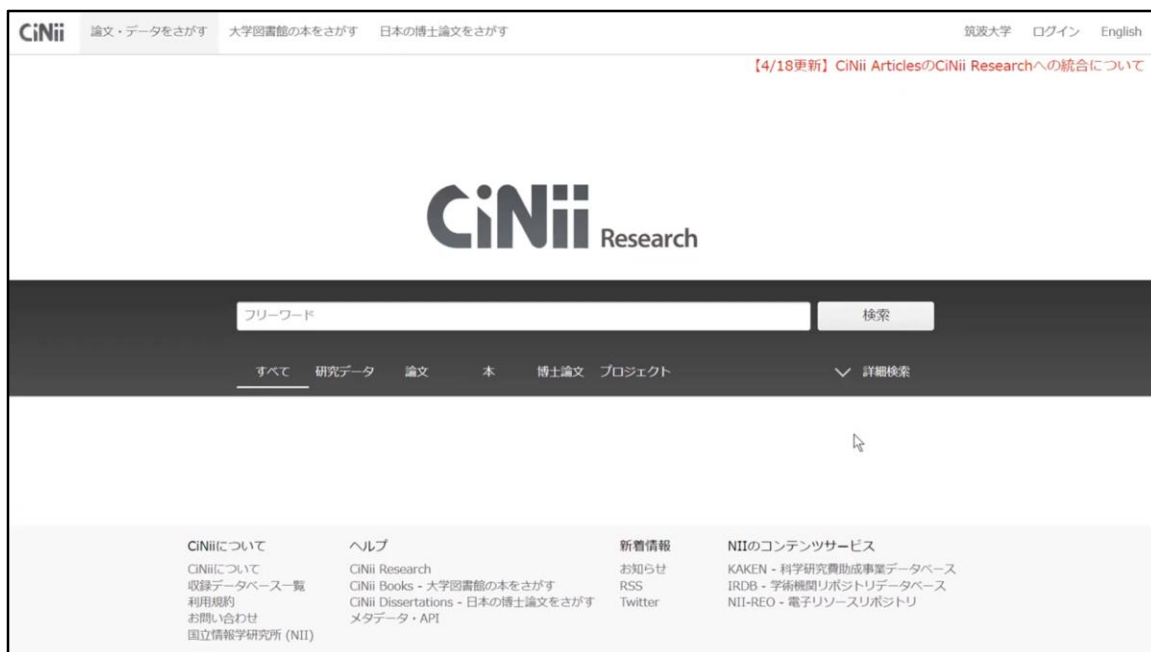 CiNii 論文・データをさがす 大学図書館の本をさがす 日本の博士論文をさがす 筑波大学 ログイン English
【4/18更新】CiNii ArticlesのCiNii Researchへの統合について
CiNii Research
フリーワード 検索
すべて 研究データ 論文 本 博士論文 プロジェクト 詳細検索
CiNiiについて
CiNiiについて
収録データベース一覧
利用規約
お問い合わせ
国立情報学研究所 (NII)
ヘルプ
CiNii Research
CiNii Books - 大学図書館の本をさがす
CiNii Dissertations - 日本の博士論文をさがす
メタデータ・API
新着情報
お知らせ
RSS
Twitter
NIIのコンテンツサービス
KAKEN - 科学研究費助成事業データベース
IRDB - 学術機関リポジトリデータベース
NII-REO - 電子リソースリポジトリ